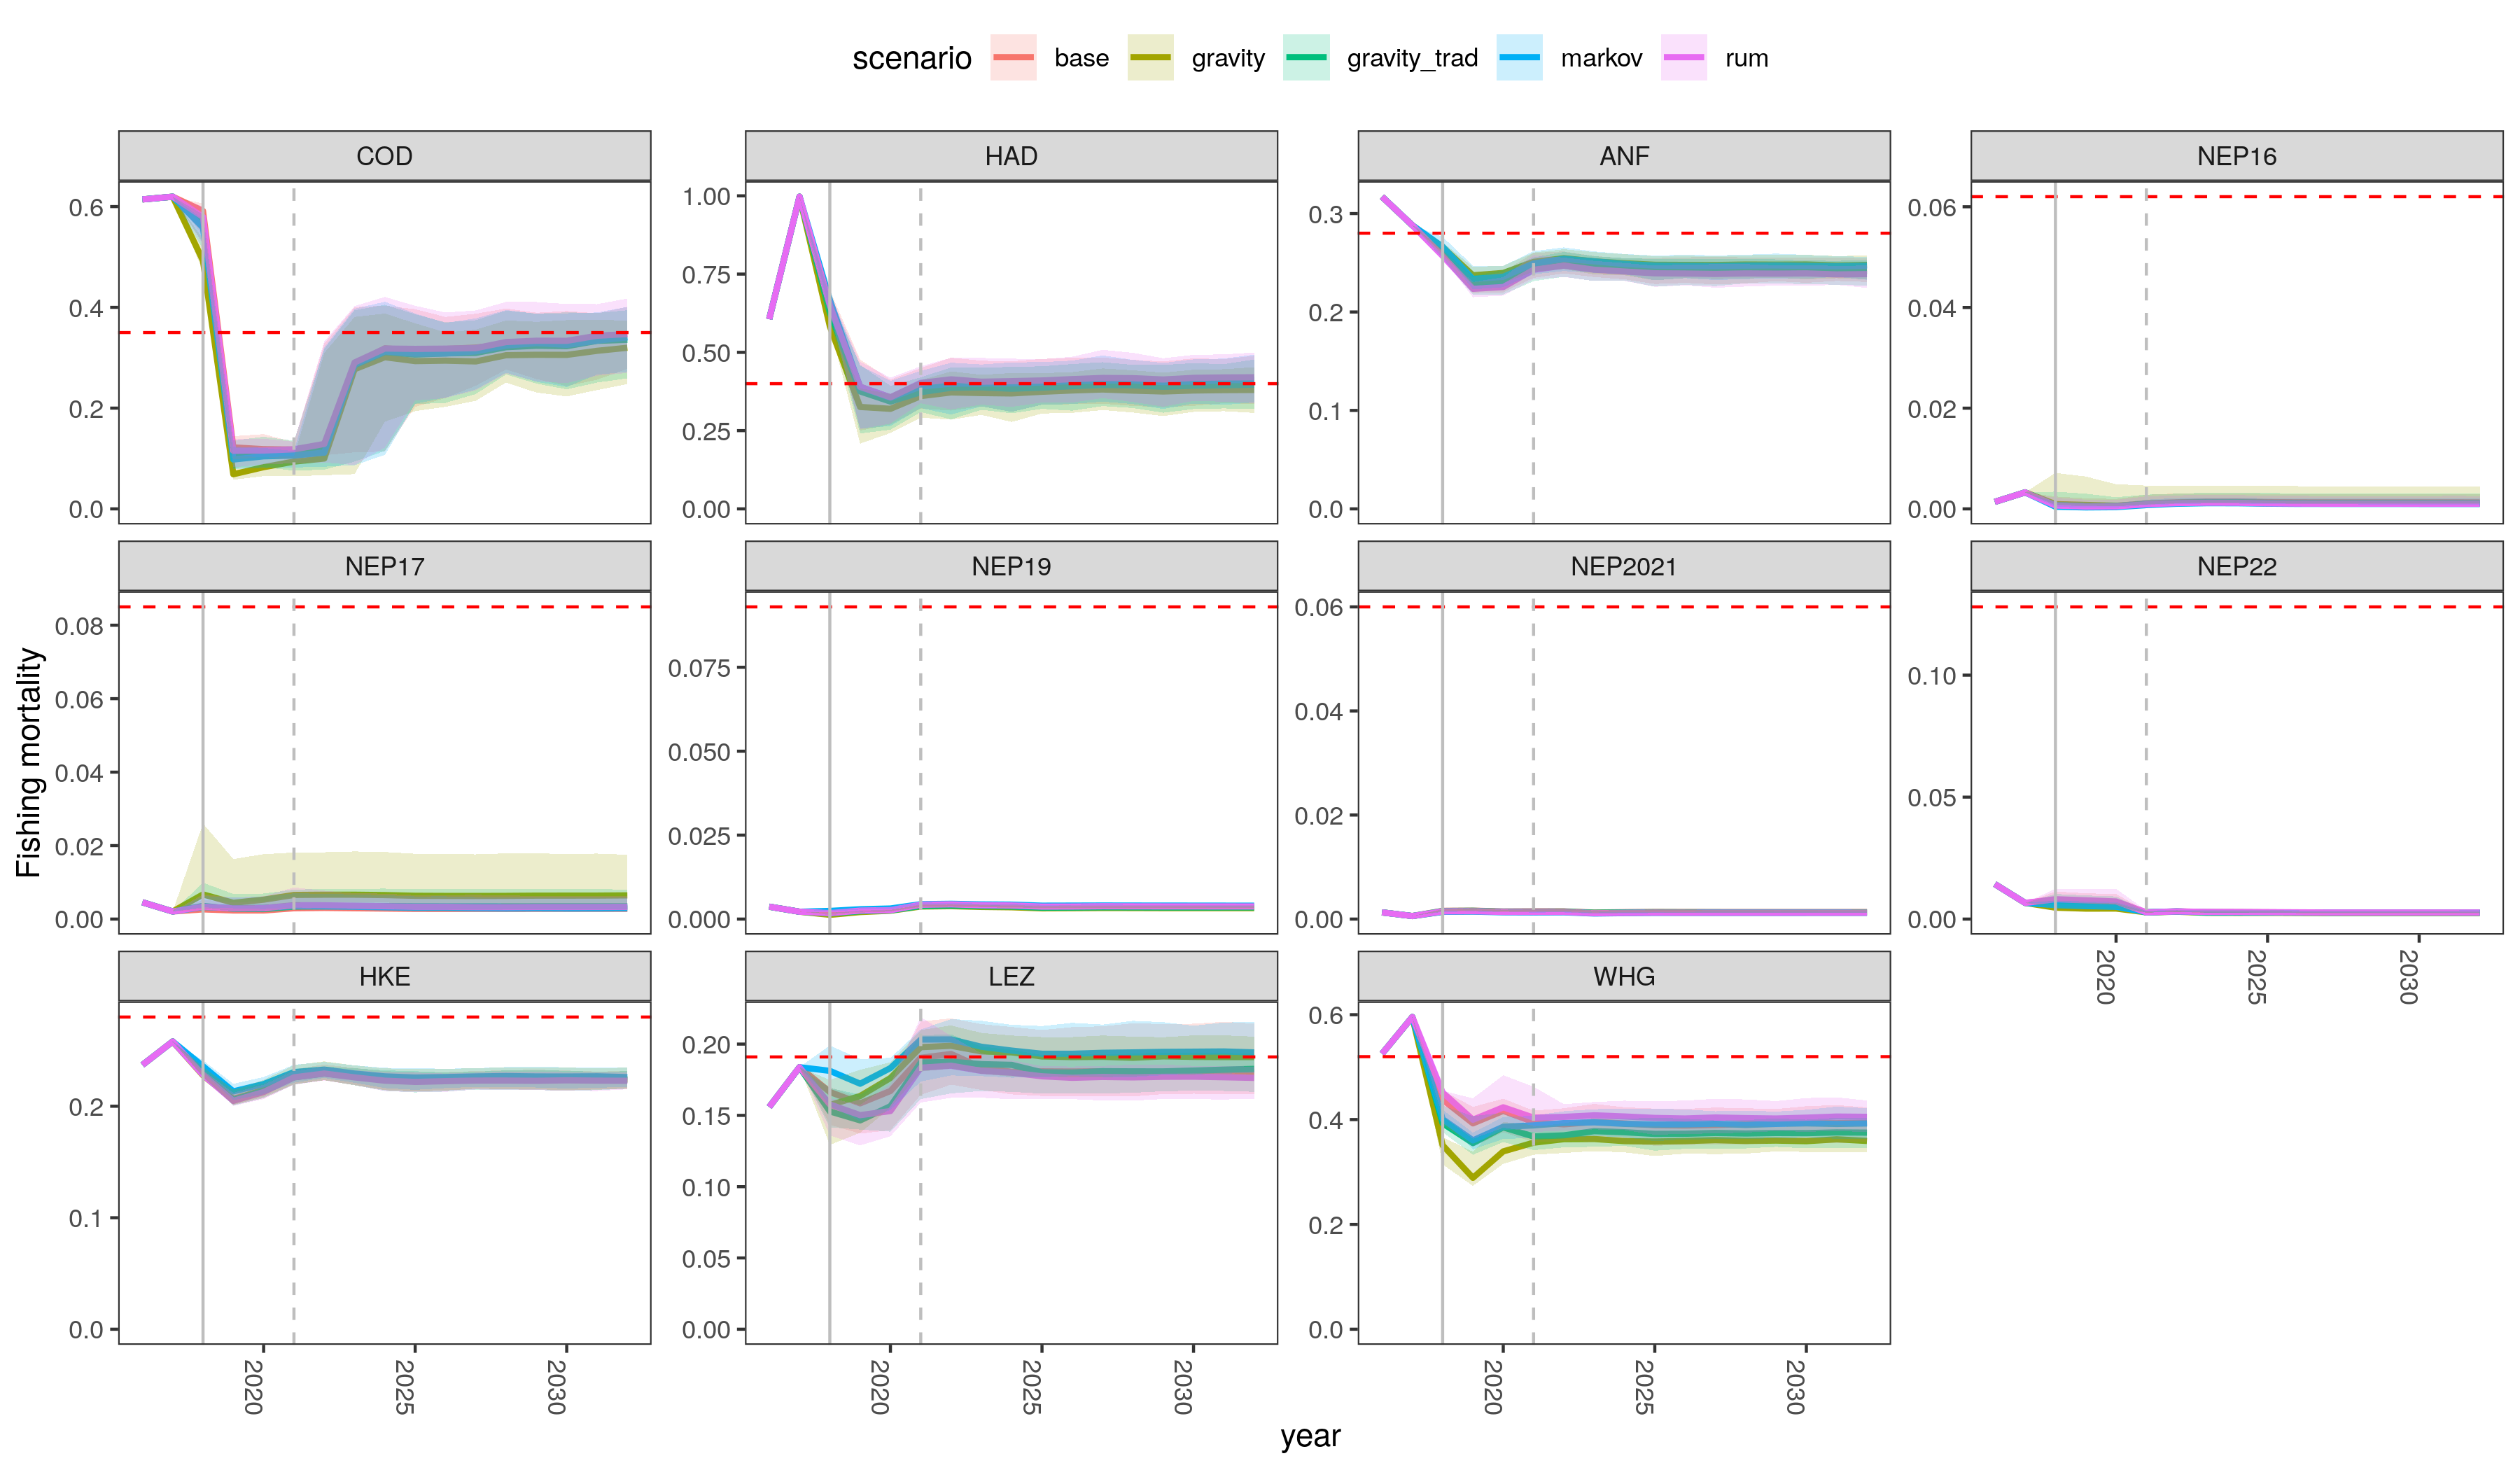 scenario base gravity gravity_trad markov rum
COD HAD ANF NEP16
0.6 0.4 0.2 0.0
1.00 0.75 0.50 0.25 0.00
0.3 0.2 0.1 0.0
0.06 0.04 0.02 0.00
NEP17 NEP19 NEP2021 NEP22
0.08 0.06 0.04 0.02 0.00
0.075 0.050 0.025 0.000
0.06 0.04 0.02 0.00
0.10 0.05 0.00
2020 2025 2030
HKE LEZ WHG
0.2 0.1 0.0
0.20 0.15 0.10 0.05 0.00
0.6 0.4 0.2 0.0
2020 2025 2030
2020 2025 2030
2020 2025 2030
Fishing mortality
year